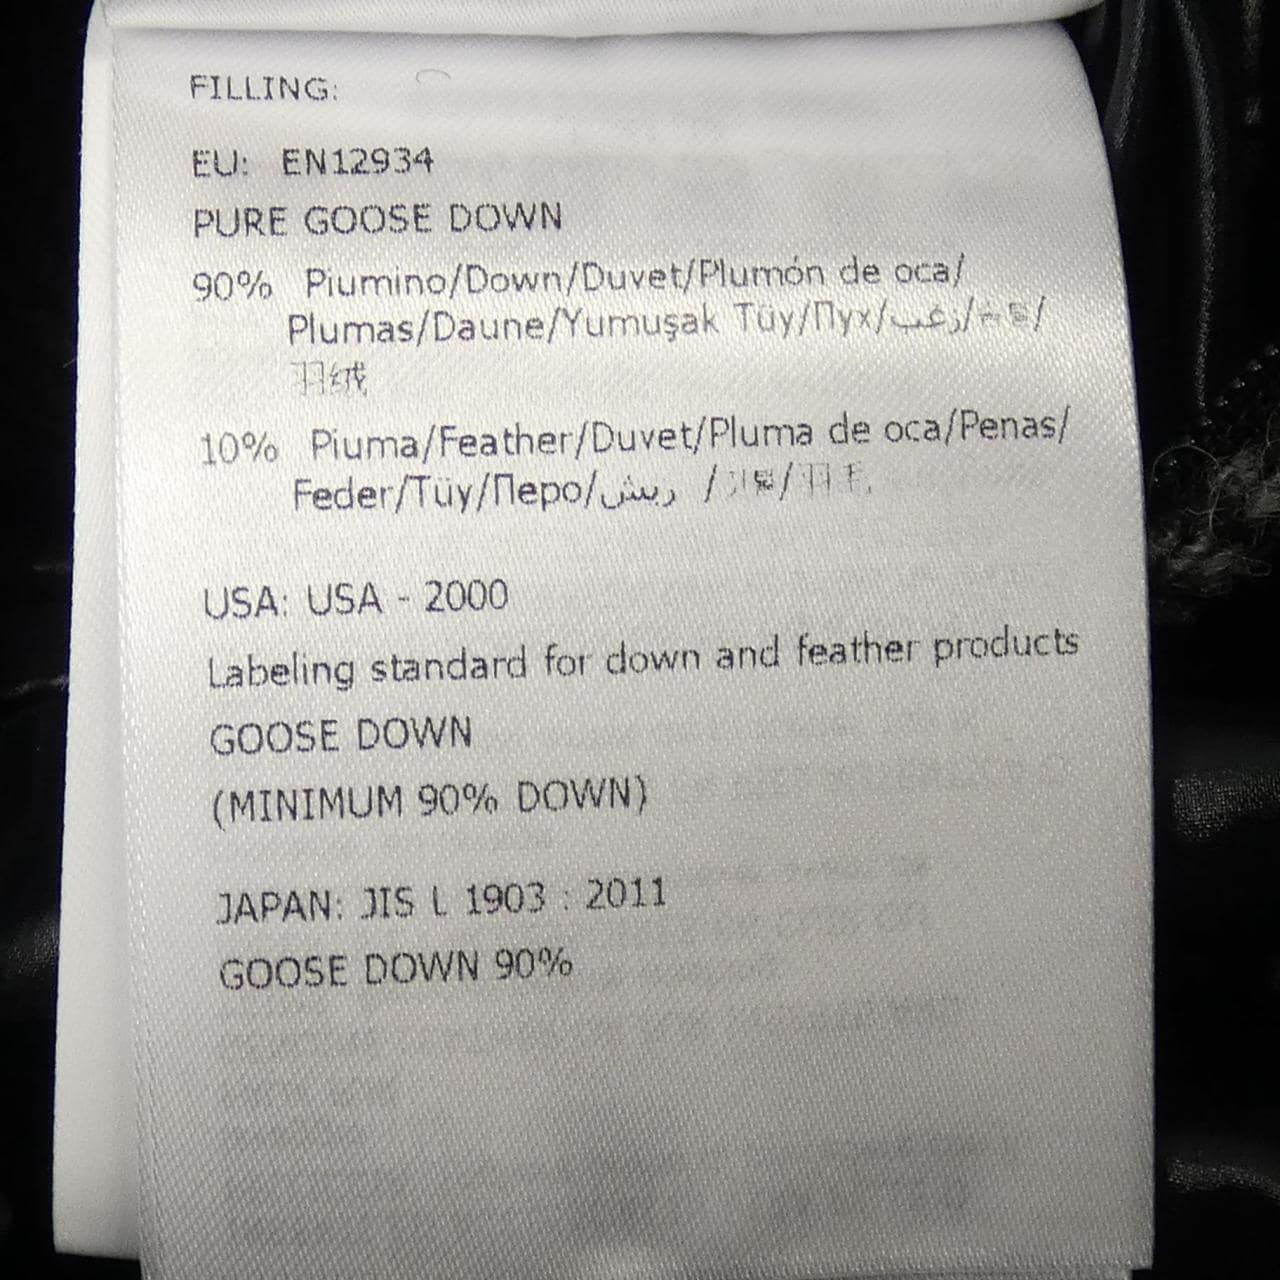 FILLING:
EU: EN12934
PURE GOOSE DOWN
90% Piumino/Down/Duvet/Plumón de oca/
Plumas/Daune/Yumuşak Tüy/Пух/زغب/
羽绒
10% Piuma/Feather/Duvet/Pluma de oca/Penas/
Feder/Tüy/Перо/ريش /羽毛
USA: USA - 2000
Labeling standard for down and feather products
GOOSE DOWN
(MINIMUM 90% DOWN)
JAPAN: JIS L 1903 : 2011
GOOSE DOWN 90%